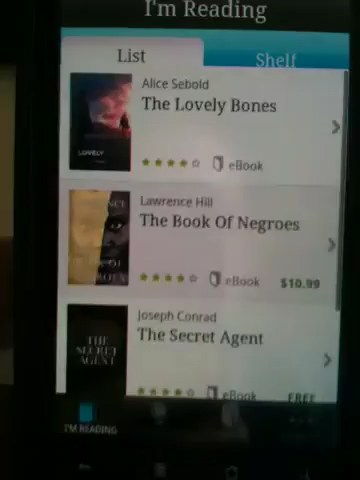 I'm Reading
List
Shelf
Alice Sebold
The Lovely Bones
LOVELY
eBook
Lawrence Hill
The Book Of Negroes
eBook
$10.99
Joseph Conrad
The Secret Agent
THE
SECRET
AGENT
eBook
FREE
I'M READING